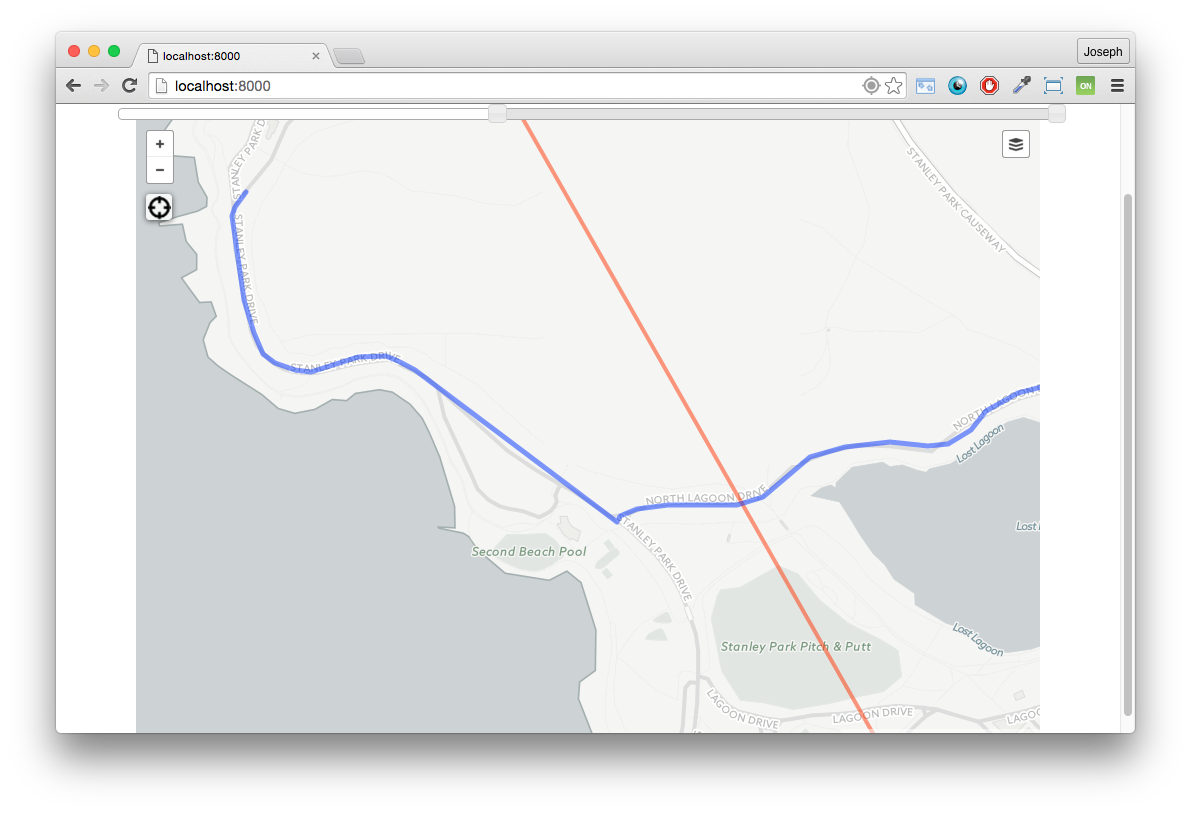 localhost:8000
Joseph
localhost:8000
ON
+
−
STANLEY PARK D
STANLEY PARK DRIVE
STANLEY PARK CAUSEWAY
STANLEY PARK DRIVE
NORTH LAGOON
Lost Lagoon
NORTH LAGOON DRIVE
STANLEY PARK DRIVE
Lost
Second Beach Pool
Stanley Park Pitch & Putt
Lost Lagoon
LAGOON DRIVE
LAGOON DRIVE
LAGOO